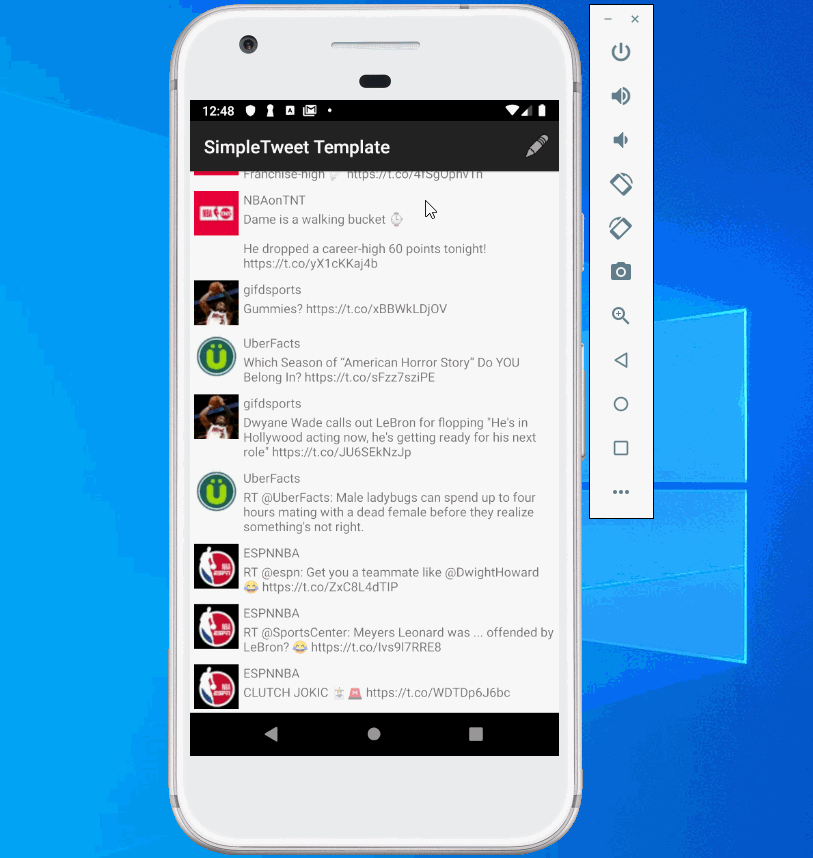 12:48
SimpleTweet Template
Franchise-high https://t.co/4fSgUphvTn
NBAonTNT
Dame is a walking bucket ⌚
He dropped a career-high 60 points tonight!
https://t.co/yX1cKKaj4b
gifdsports
Gummies? https://t.co/xBBWkLDjOV
UberFacts
Which Season of “American Horror Story” Do YOU
Belong In? https://t.co/sFzz7sziPE
gifdsports
Dwyane Wade calls out LeBron for flopping "He's in
Hollywood acting now, he's getting ready for his next
role" https://t.co/JU6SEkNzJp
UberFacts
RT @UberFacts: Male ladybugs can spend up to four
hours mating with a dead female before they realize
something's not right.
ESPNNBA
RT @espn: Get you a teammate like @DwightHoward
😂 https://t.co/ZxC8L4dTIP
ESPNNBA
RT @SportsCenter: Meyers Leonard was ... offended by
LeBron? 😂 https://t.co/Ivs9I7RRE8
ESPNNBA
CLUTCH JOKIC 🃏🚨 https://t.co/WDTDp6J6bc